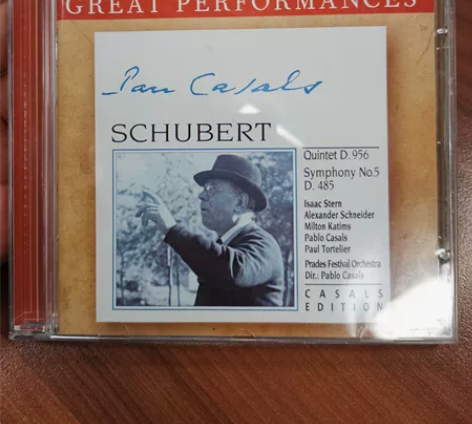 GREAT PERFORMANCES
Pau Casals
SCHUBERT
Quintet D. 956
Symphony No.5
D. 485
Isaac Stern
Alexander Schneider
Milton Katims
Pablo Casals
Paul Tortelier
Prades Festival Orchestra
Dir.: Pablo Casals
CASALS
EDITION